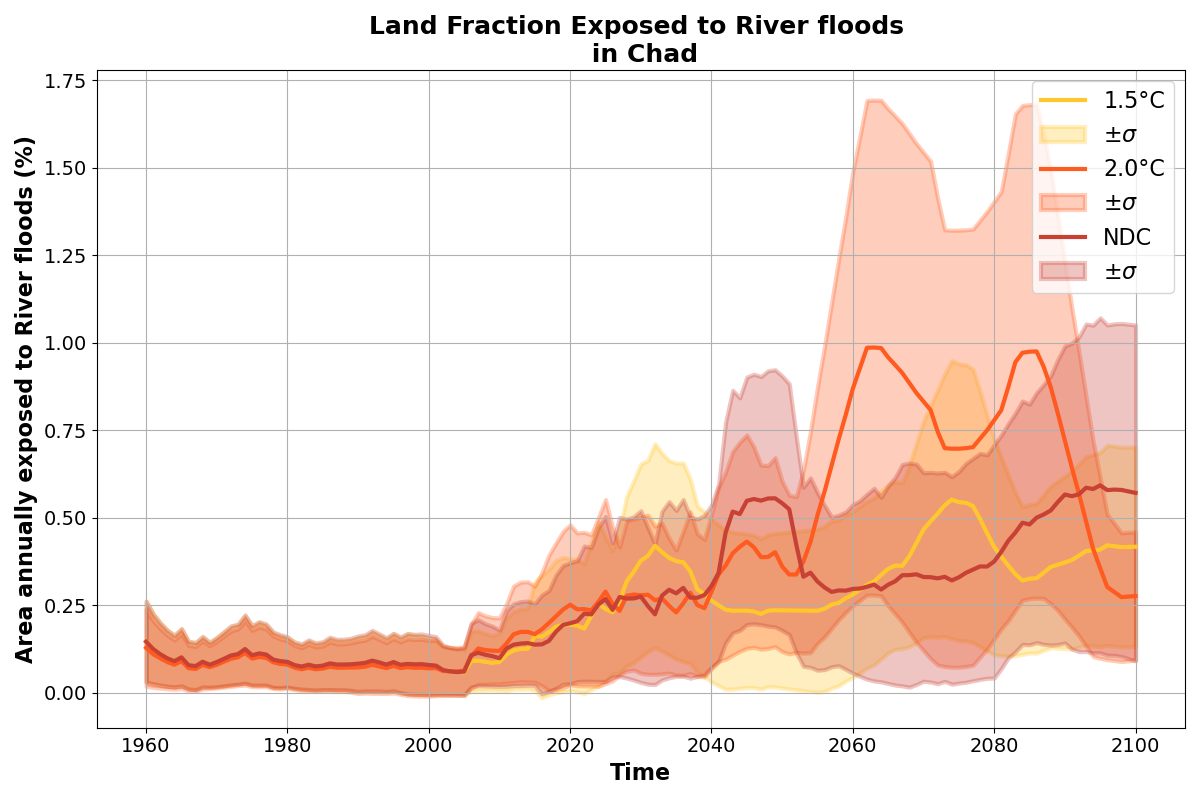 Land Fraction Exposed to River floods
in Chad
Area annually exposed to River floods (%)
1.75
1.50
1.25
1.00
0.75
0.50
0.25
0.00
1.5°C
±σ
2.0°C
±σ
NDC
±σ
1960
1980
2000
2020
2040
2060
2080
2100
Time